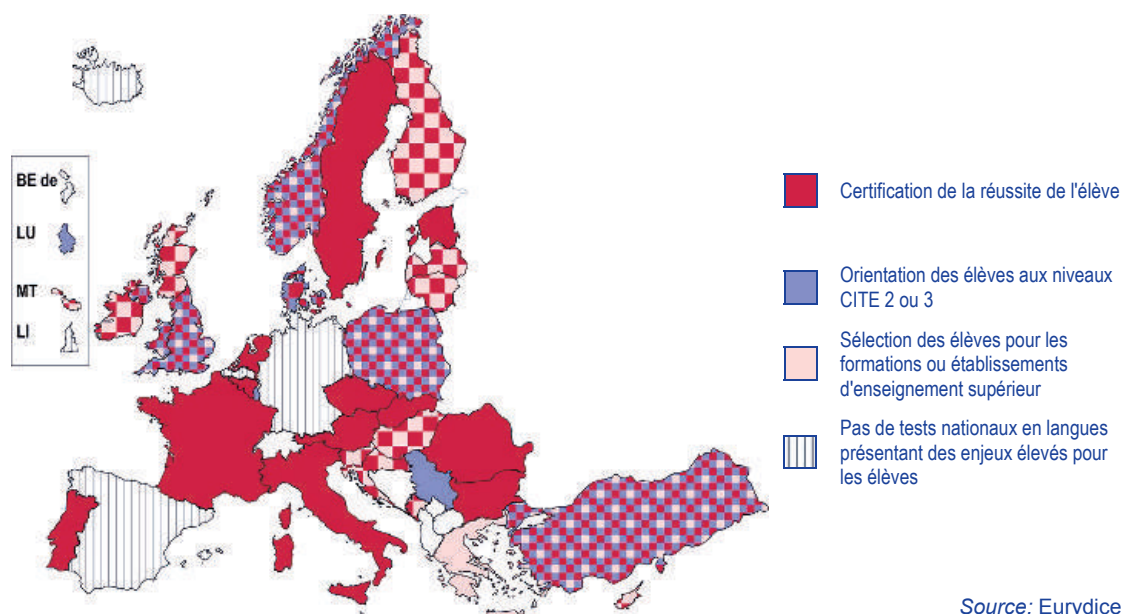 BE de
LU
MT
LI
Certification de la réussite de l'élève
Orientation des élèves aux niveaux
CITE 2 ou 3
Sélection des élèves pour les
formations ou établissements
d'enseignement supérieur
Pas de tests nationaux en langues
présentant des enjeux élevés pour
les élèves
Source: Eurydice